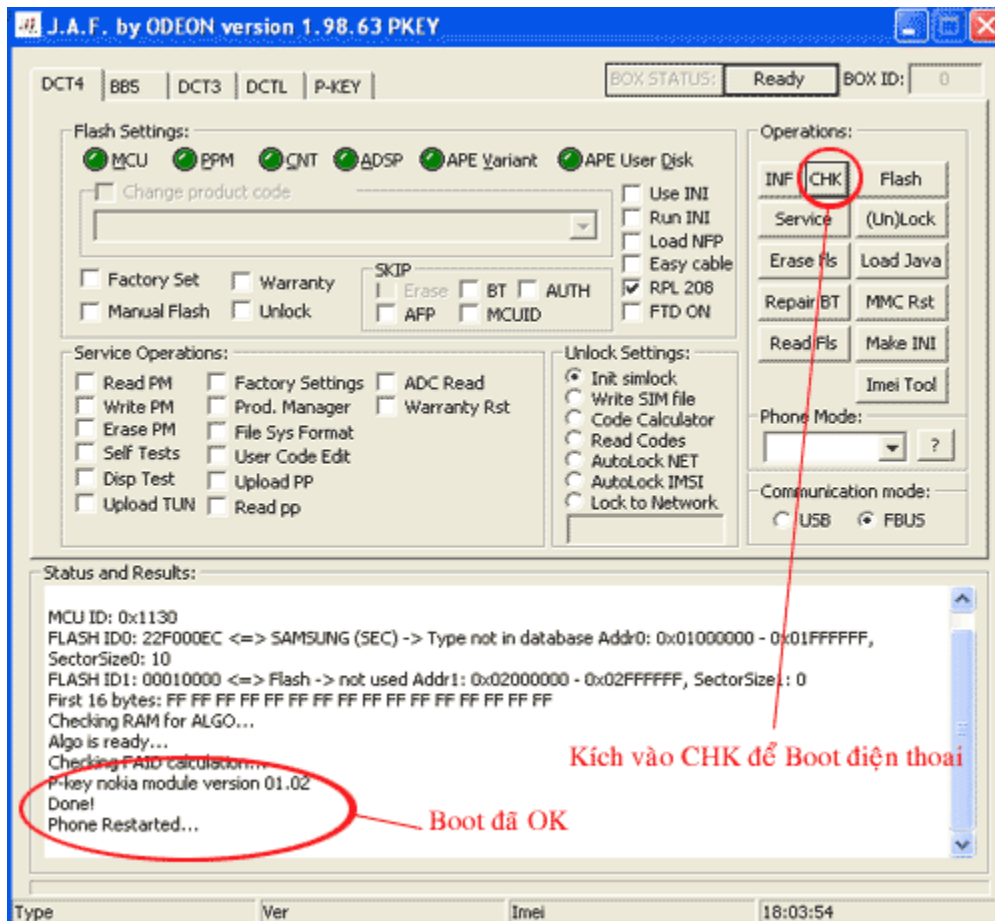 J.A.F. by ODEON version 1.98.63 PKEY
DCT4 BB5 DCT3 DCTL P-KEY
BOX STATUS: Ready BOX ID: 0
Flash Settings:
MCU PPM CNT ADSP APE Variant APE User Disk
Change product code
Use INI
Run INI
Load NFP
Easy cable
RPL 208
FTD ON
Factory Set Warranty
Manual Flash Unlock
SKIP
Erase BT AUTH
AFP MCUID
Operations:
INF CHK Flash
Service (Un)Lock
Erase Fls Load Java
Repair BT MMC Rst
Read Fls Make INI
Imei Tool
Phone Mode:
?
Communication mode:
USB FBUS
Service Operations:
Read PM Factory Settings ADC Read
Write PM Prod. Manager Warranty Rst
Erase PM File Sys Format
Self Tests User Code Edit
Disp Test Upload PP
Upload TUN Read pp
Unlock Settings:
Init simlock
Write SIM file
Code Calculator
Read Codes
AutoLock NET
AutoLock IMSI
Lock to Network
Status and Results:
MCU ID: 0x1130
FLASH ID0: 22F000EC <=> SAMSUNG (SEC) -> Type not in database Addr0: 0x01000000 - 0x01FFFFFF,
SectorSize0: 10
FLASH ID1: 00010000 <=> Flash -> not used Addr1: 0x02000000 - 0x02FFFFFF, SectorSize1: 0
First 16 bytes: FF FF FF FF FF FF FF FF FF FF FF FF FF FF FF FF
Checking RAM for ALGO...
Algo is ready...
Checking FAID calculation...
P-key nokia module version 01.02
Done!
Phone Restarted...
Kích vào CHK để Boot điện thoai
Boot đã OK
Type Ver Imei 18:03:54